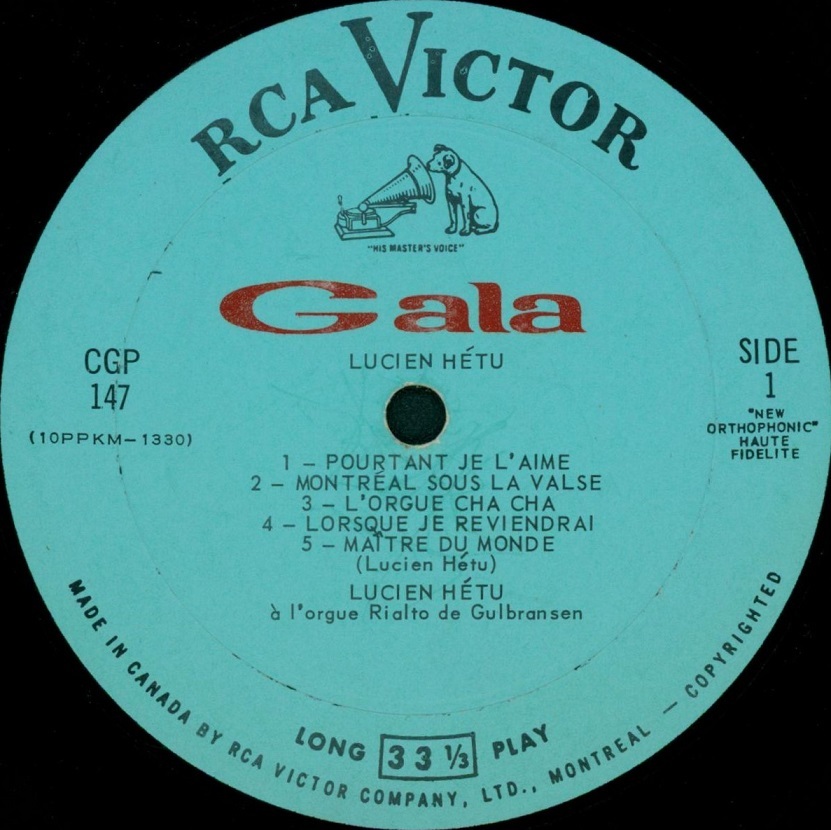 RCA VICTOR
"HIS MASTER'S VOICE"
Gala
LUCIEN HÉTU
CGP
147
(10PPKM-1330)
SIDE
1
"NEW
ORTHOPHONIC"
HAUTE
FIDELITE
1 - POURTANT JE L'AIME
2 - MONTRÉAL SOUS LA VALSE
3 - L'ORGUE CHA CHA
4 - LORSQUE JE REVIENDRAI
5 - MAÎTRE DU MONDE
(Lucien Hétu)
LUCIEN HÉTU
à l'orgue Rialto de Gulbransen
LONG 33 ⅓ PLAY
MADE IN CANADA BY RCA VICTOR COMPANY, LTD., MONTREAL - COPYRIGHTED